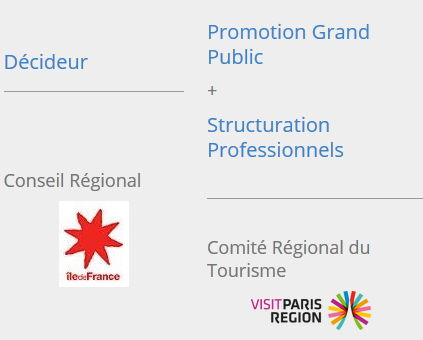 Décideur
Conseil Régional
îledeFrance
Promotion Grand
Public
+
Structuration
Professionnels
Comité Régional du
Tourisme
VISITPARIS
REGION